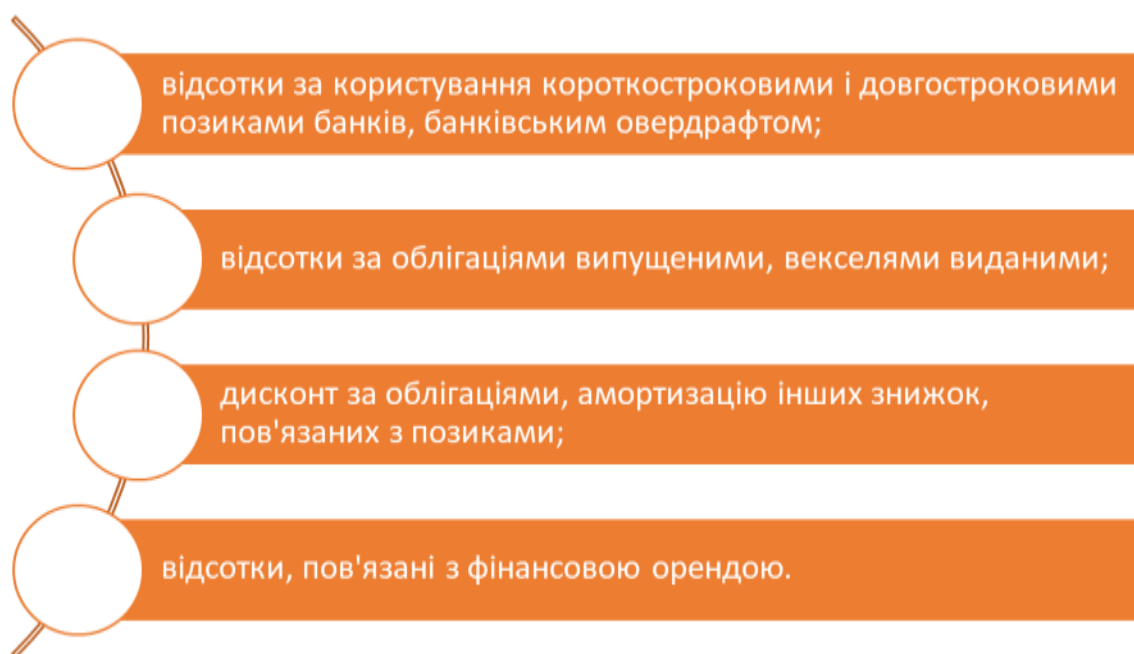 відсотки за користування короткостроковими і довгостроковими
позиками банків, банківським овердрафтом;
відсотки за облігаціями випущеними, векселями виданими;
дисконт за облігаціями, амортизацію інших знижок,
пов'язаних з позиками;
відсотки, пов'язані з фінансовою орендою.